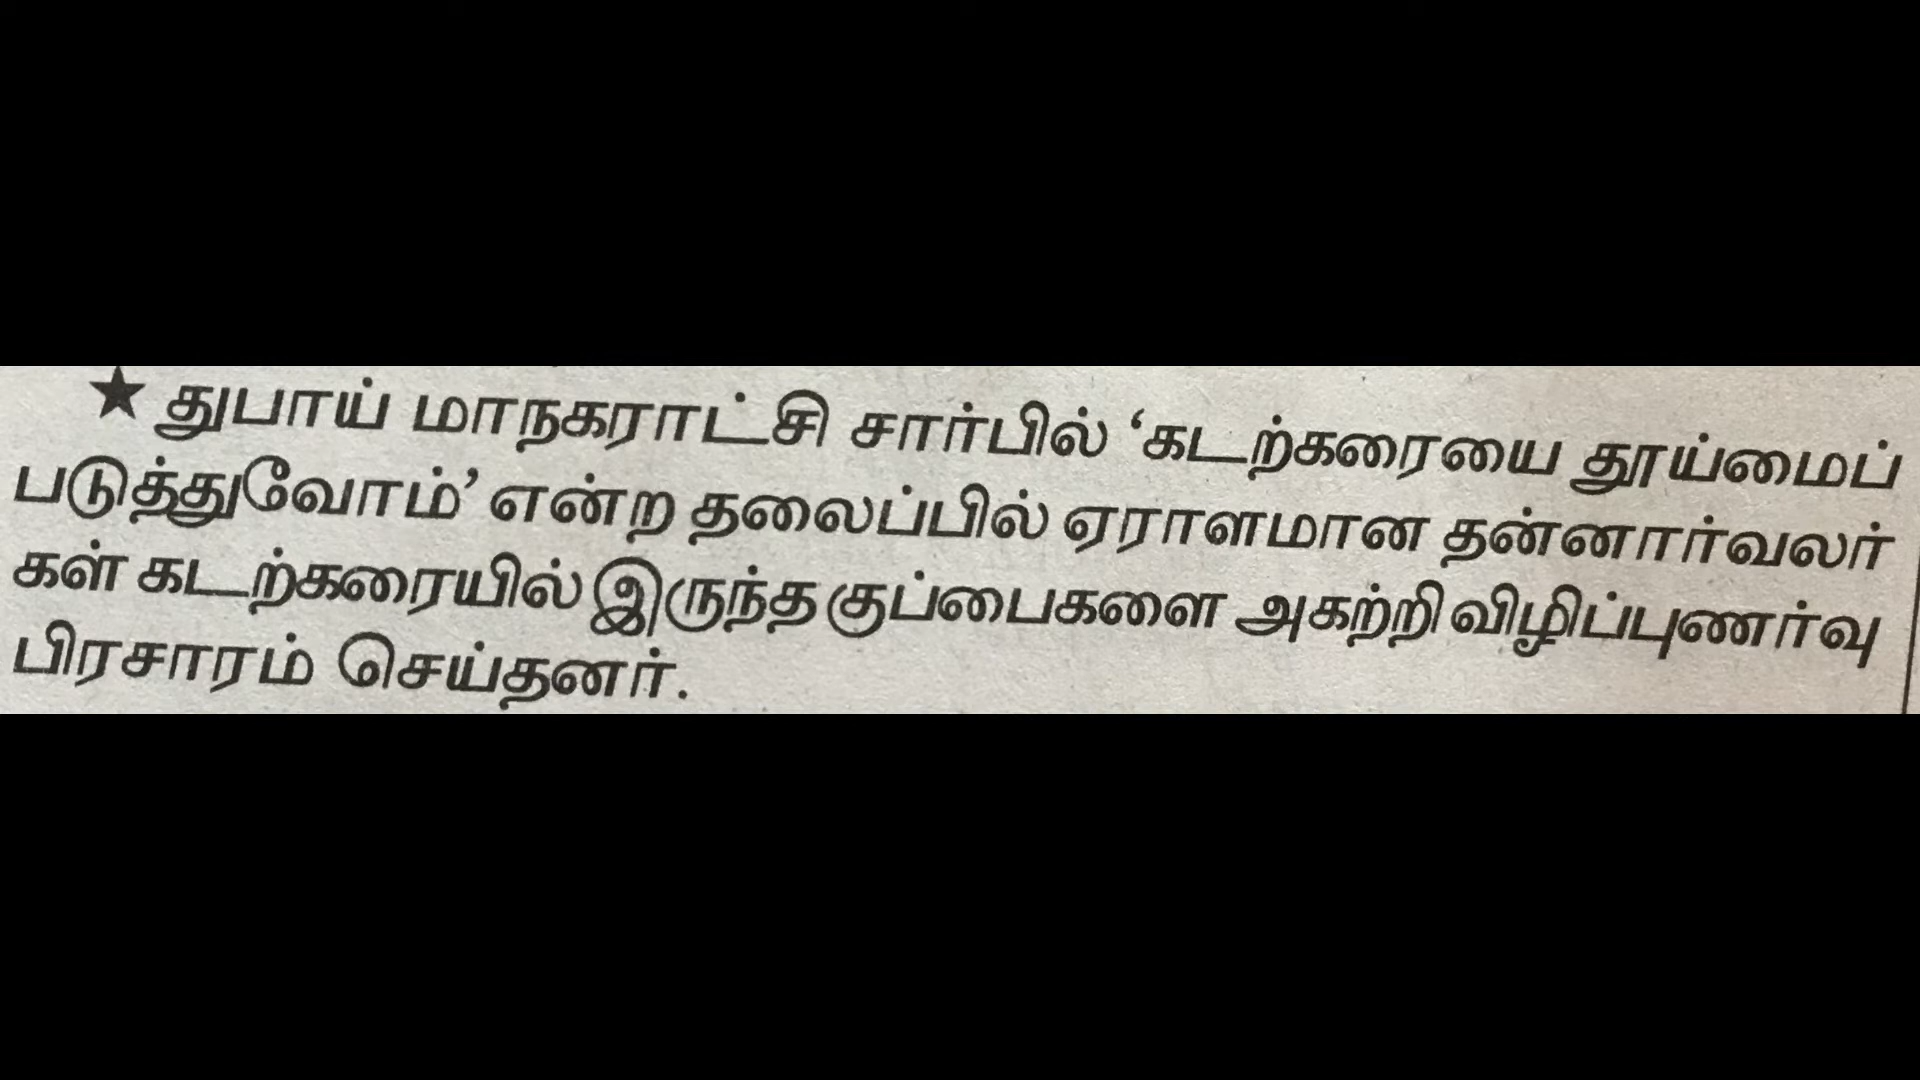 ★ துபாய் மாநகராட்சி சார்பில் ‘கடற்கரையை தூய்மைப்
படுத்துவோம்’ என்ற தலைப்பில் ஏராளமான தன்னார்வலர்
கள் கடற்கரையில் இருந்த குப்பைகளை அகற்றி விழிப்புணர்வு
பிரசாரம் செய்தனர்.